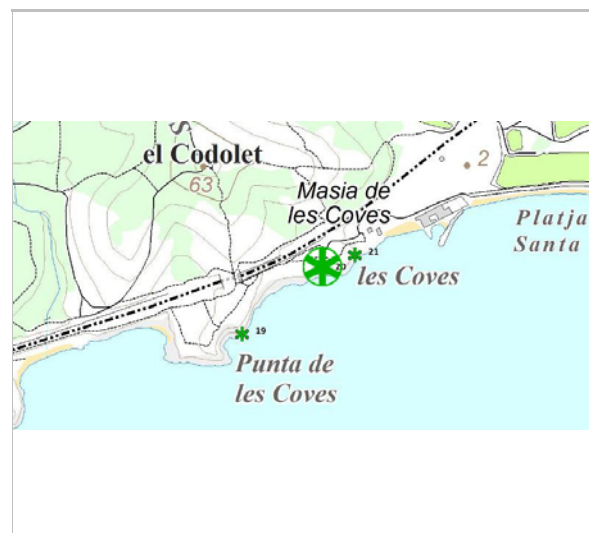 S
el Codolet
63
2
Masia de
les Coves
Platja
Santa
21
20
les Coves
19
Punta de
les Coves